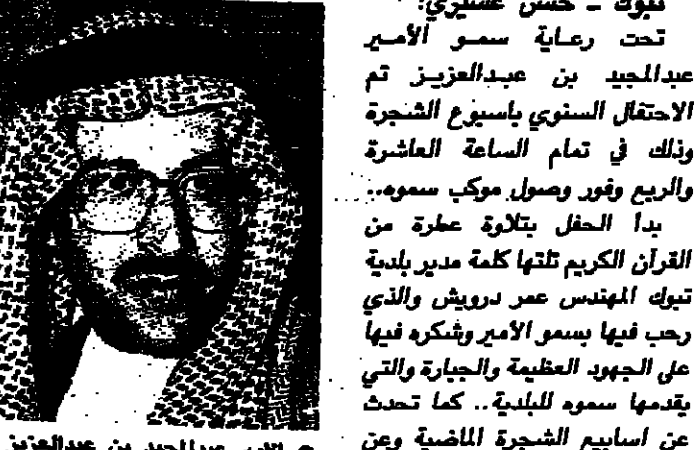 تبوك - حسن عسيري:
تحت رعاية سمو الأمير
عبدالمجيد بن عبدالعزيز تم
الاحتفال السنوي باسبوع الشجرة
وذلك في تمام الساعة العاشرة
والربع وفور وصول موكب سموه..
بدأ الحفل بتلاوة عطرة من
القرآن الكريم تلتها كلمة مدير بلدية
تبوك المهندس عمر درويش والذي
رحب فيها بسمو الأمير وشكره فيها
على الجهود العظيمة والجبارة والتي
يقدمها سموه للبلدية.. كما تحدث
عن اسابيع الشجرة الماضية وعن
الأمير عبدالمجيد بن عبدالعزيز